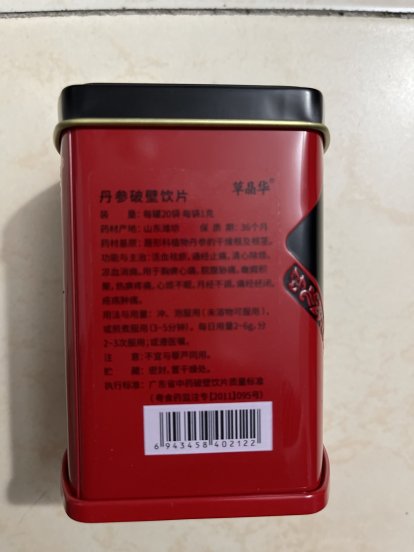 草晶华®
丹参破壁饮片
装 量：每罐20袋 每袋1克
药材产地：山东潍坊 保质期：36个月
药材基原：唇形科植物丹参的干燥根及根茎。
功能与主治：活血祛瘀，通经止痛，清心除烦，
凉血消痈。用于胸痹心痛，脘腹胁痛，癥瘕积
聚，热痹疼痛，心烦不眠，月经不调，痛经经闭，
疮疡肿痛。
用法与用量：冲、泡服用（未溶物可服用），
或煎煮服用（3~5分钟）。每日用量2~6g，分
2~3次服用；或遵医嘱。
注 意：不宜与藜芦同用。
贮 藏：密封，置干燥处。
执行标准：广东省中药破壁饮片质量标准
（粤食药监注专［2011］095号）
6 943458 402122